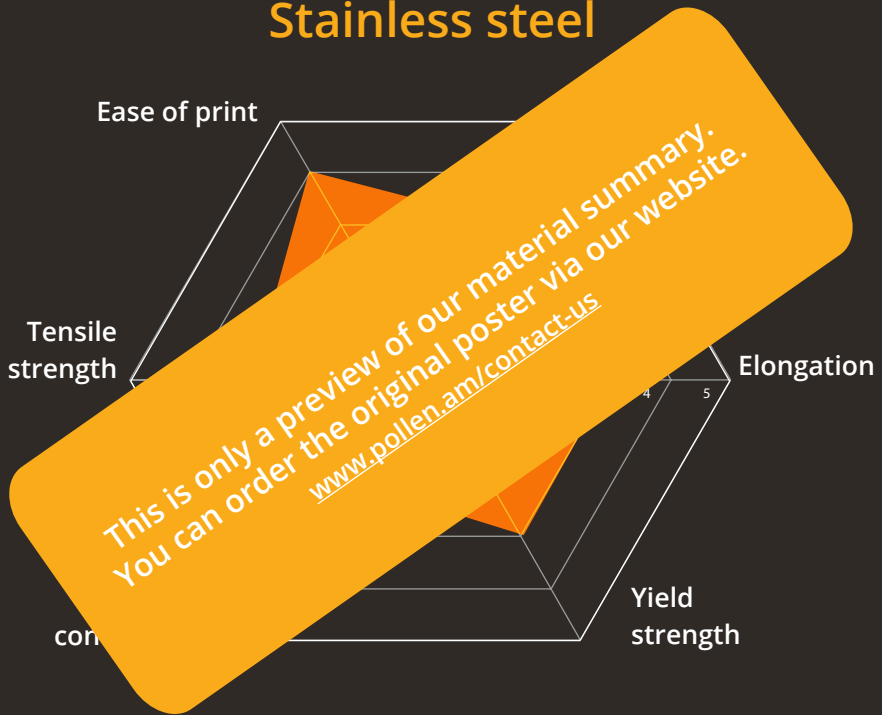 Stainless steel
Ease of print
This is only a preview of our material summary.
You can order the original poster via our website.
www.pollen.am/contact-us
Tensile
strength
Elongation
4
5
Yield
strength